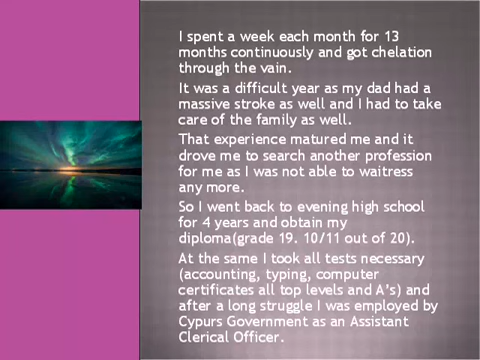 I spent a week each month for 13
months continuously and got chelation
through the vain.
It was a difficult year as my dad had a
massive stroke as well and I had to take
care of the family as well.
That experience matured me and it
drove me to search another profession
for me as I was not able to waitress
any more.
So I went back to evening high school
for 4 years and obtain my
diploma(grade 19. 10/11 out of 20).
At the same I took all tests necessary
(accounting, typing, computer
certificates all top levels and A's) and
after a long struggle I was employed by
Cypurs Government as an Assistant
Clerical Officer.